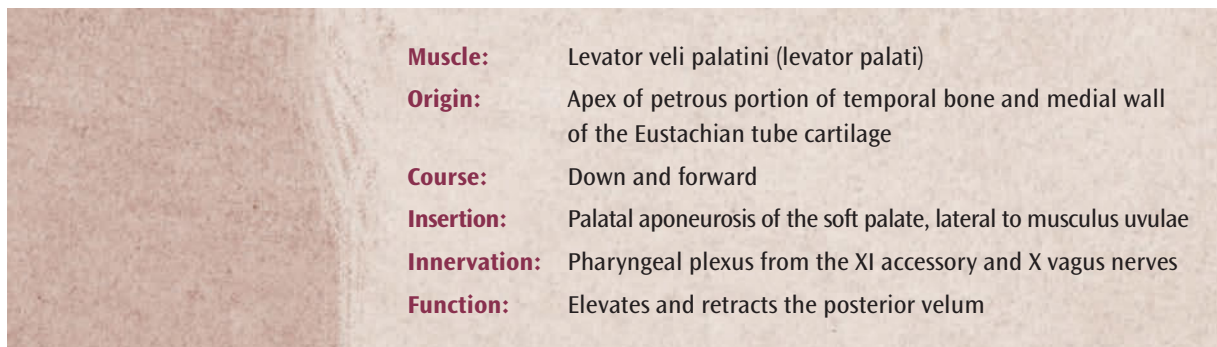 Muscle: Levator veli palatini (levator palati)
Origin: Apex of petrous portion of temporal bone and medial wall
of the Eustachian tube cartilage
Course: Down and forward
Insertion: Palatal aponeurosis of the soft palate, lateral to musculus uvulae
Innervation: Pharyngeal plexus from the XI accessory and X vagus nerves
Function: Elevates and retracts the posterior velum